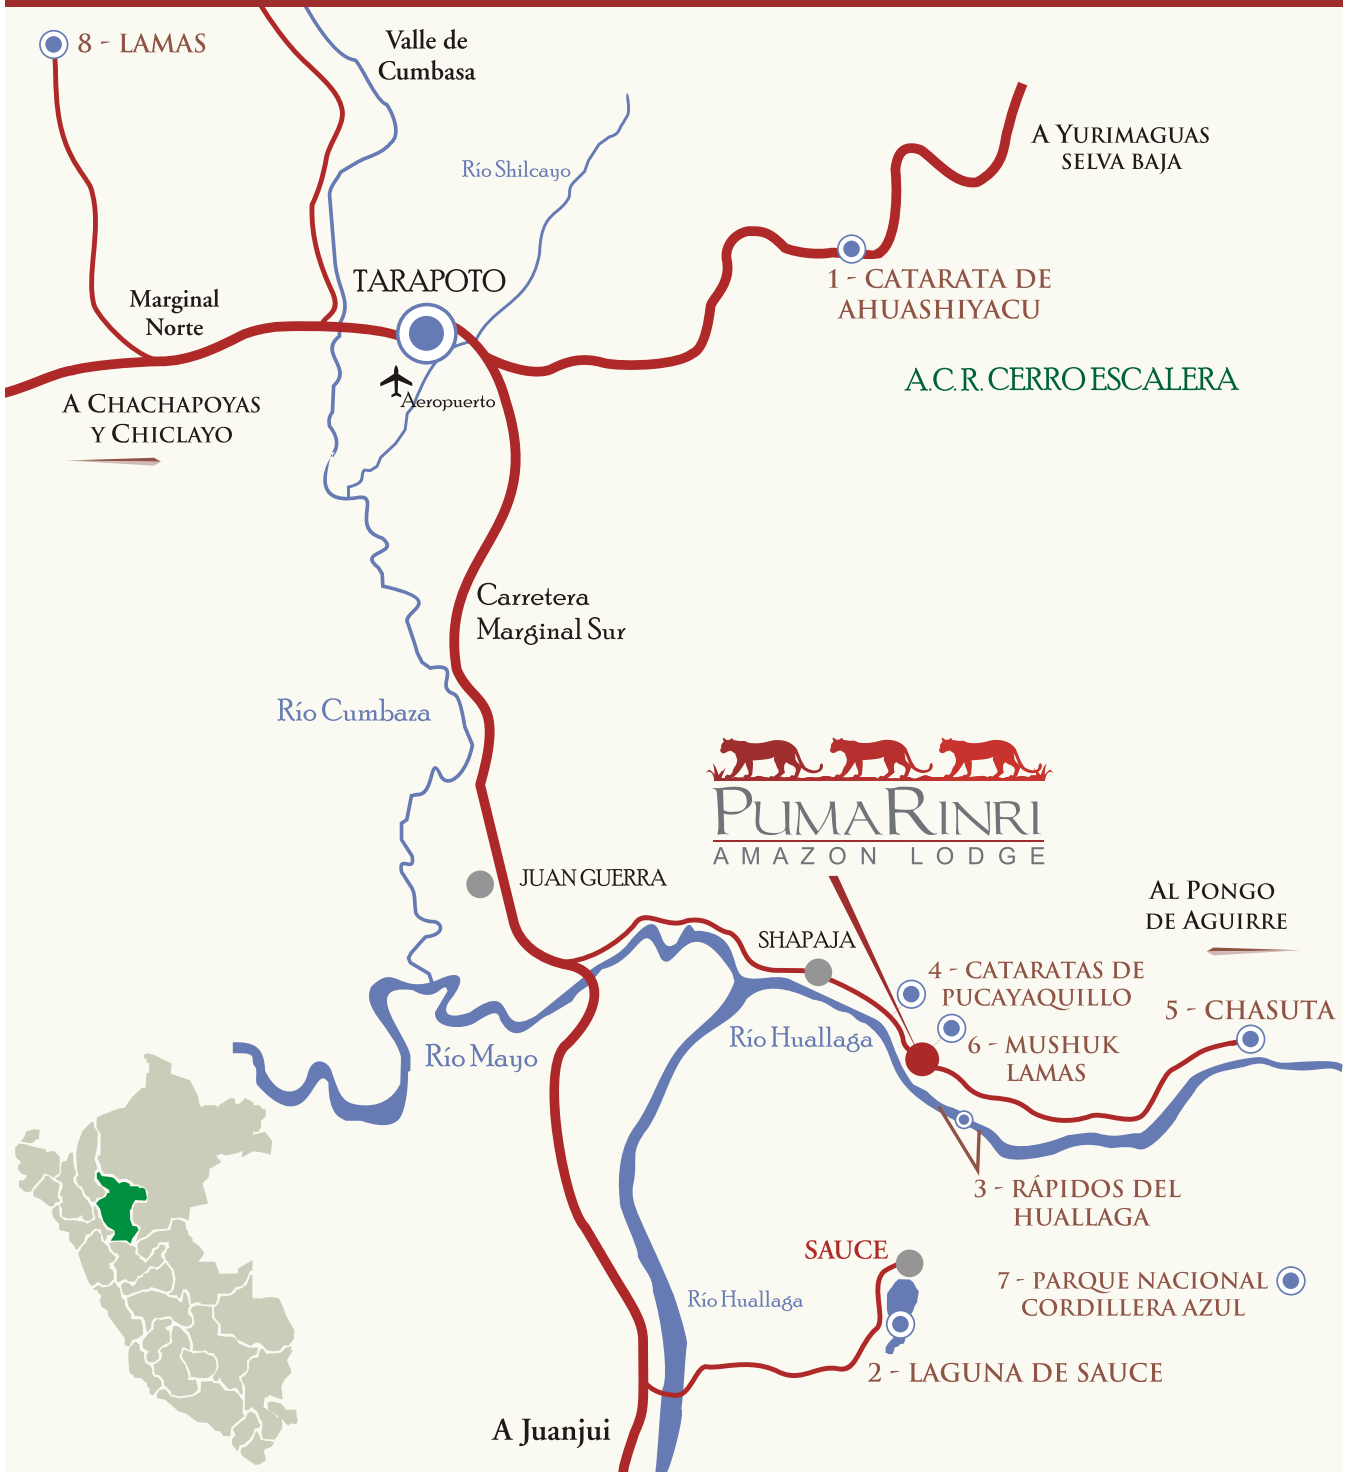 8 - LAMAS
Valle de
Cumbasa
A YURIMAGUAS
SELVA BAJA
Río Shilcayo
TARAPOTO
1 - CATARATA DE
AHUASHIYACU
Marginal
Norte
A.C.R. CERRO ESCALERA
Aeropuerto
A CHACHAPOYAS
Y CHICLAYO
Carretera
Marginal Sur
Río Cumbaza
PUMARINRI
AMAZON LODGE
JUAN GUERRA
AL PONGO
DE AGUIRRE
SHAPAJA
4 - CATARATAS DE
PUCAYAQUILLO
5 - CHASUTA
Río Huallaga
6 - MUSHUK
LAMAS
Río Mayo
3 - RÁPIDOS DEL
HUALLAGA
SAUCE
7 - PARQUE NACIONAL
CORDILLERA AZUL
Río Huallaga
2 - LAGUNA DE SAUCE
A Juanjui